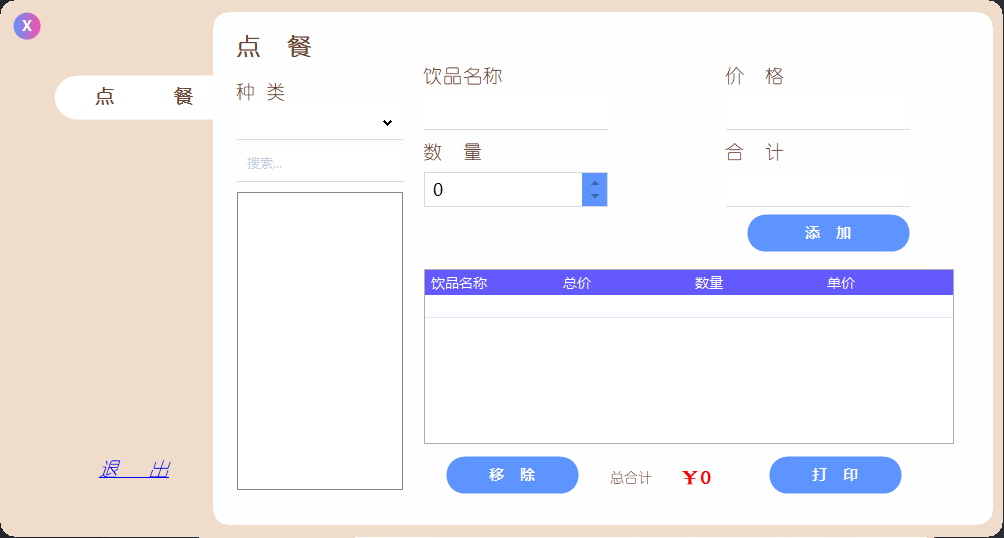 X
点 餐
退 出
点 餐
种 类
搜索...
饮品名称
价 格
数 量
0
合 计
添 加
饮品名称 总价 数量 单价
移 除
总合计
¥0
打 印